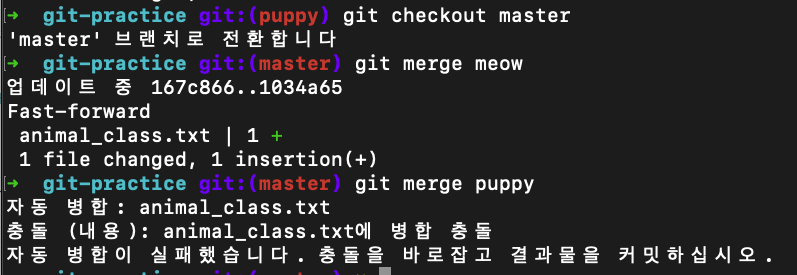 → git-practice git:(puppy) git checkout master
'master' 브랜치로 전환합니다
→ git-practice git:(master) git merge meow
업데이트 중 167c866..1034a65
Fast-forward
 animal_class.txt | 1 +
 1 file changed, 1 insertion(+)
→ git-practice git:(master) git merge puppy
자동 병합: animal_class.txt
충돌 (내용): animal_class.txt에 병합 충돌
자동 병합이 실패했습니다. 충돌을 바로잡고 결과물을 커밋하십시오.